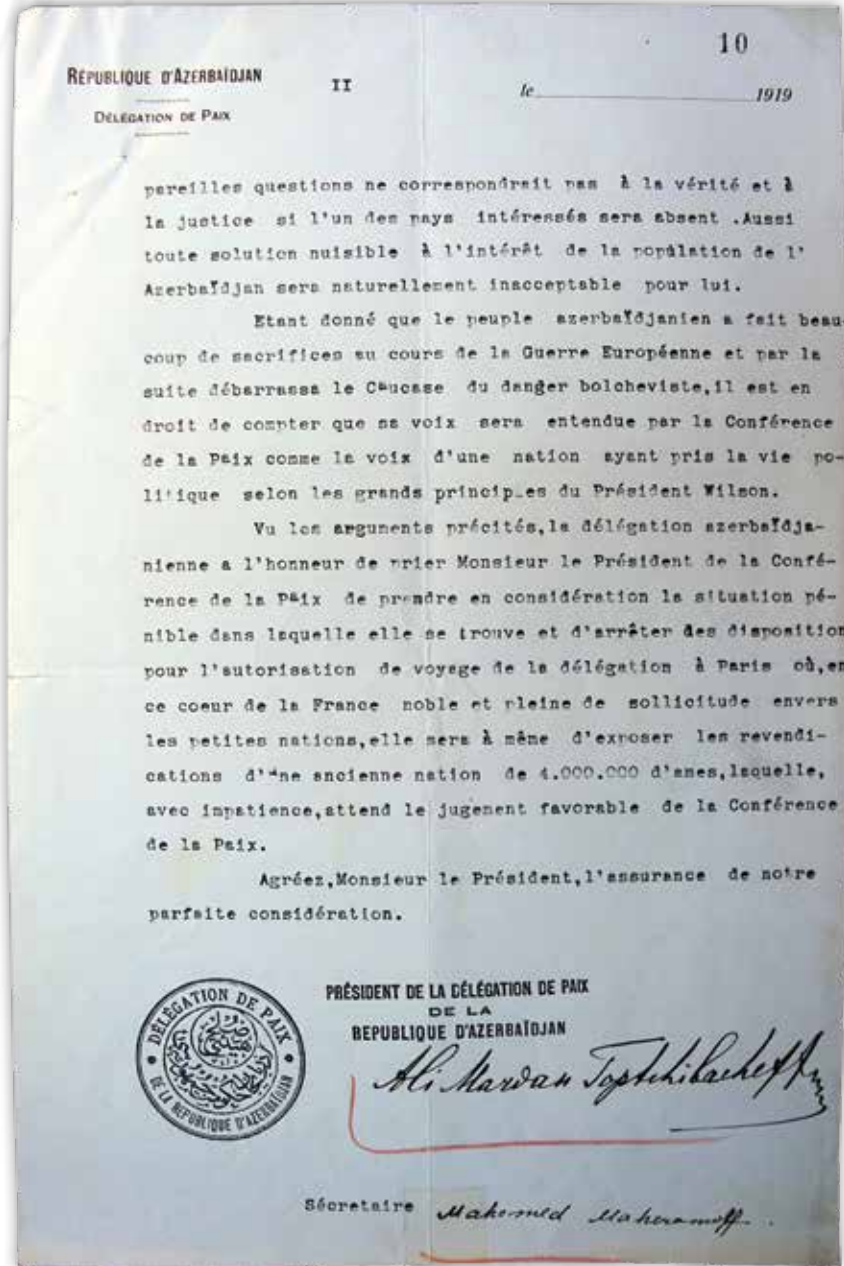 10
RÉPUBLIQUE D'AZERBAÏDJAN
II
le 1919
DÉLÉGATION DE PAIX
pareilles questions ne correspondrait pas à la vérité et à
la justice si l'un des pays intéressés sera absent .Aussi
toute solution nuisible à l'intérêt de la popúlation de l'
Azerbaïdjan sera naturellement inacceptable pour lui.
Etant donné que le peuple azerbaïdjanien a fait beau-
coup de sacrifices au cours de la Guerre Européenne et par la
suite débarrassa le Caucase du danger bolcheviste,il est en
droit de compter que sa voix sera entendue par la Conférence
de la Paix comme la voix d'une nation ayant pris la vie po-
litique selon les grands principes du Président Wilson.
Vu les arguments précités,la délégation azerbaïdja-
nienne a l'honneur de prier Monsieur le Président de la Confé-
rence de la Paix de prendre en considération la situation pé-
nible dans laquelle elle se trouve et d'arrêter des disposition
pour l'autorisation de voyage de la délégation à Paris où,en
ce coeur de la France noble et pleine de sollicitude envers
les petites nations,elle sera à même d'exposer les revendi-
cations d'une ancienne nation de 4.000.000 d'ames,laquelle,
avec impatience,attend le jugement favorable de la Conférence
de la Paix.
Agréez,Monsieur le Président,l'assurance de notre
parfaite considération.
DÉLÉGATION DE PAIX
DE LA RÉPUBLIQUE D'AZERBAÏDJAN
PRÉSIDENT DE LA DÉLÉGATION DE PAIX
DE LA
REPUBLIQUE D'AZERBAÏDJAN
Ali Mardan Toptchibacheff
Sécretaire Mahomed Maheramoff.